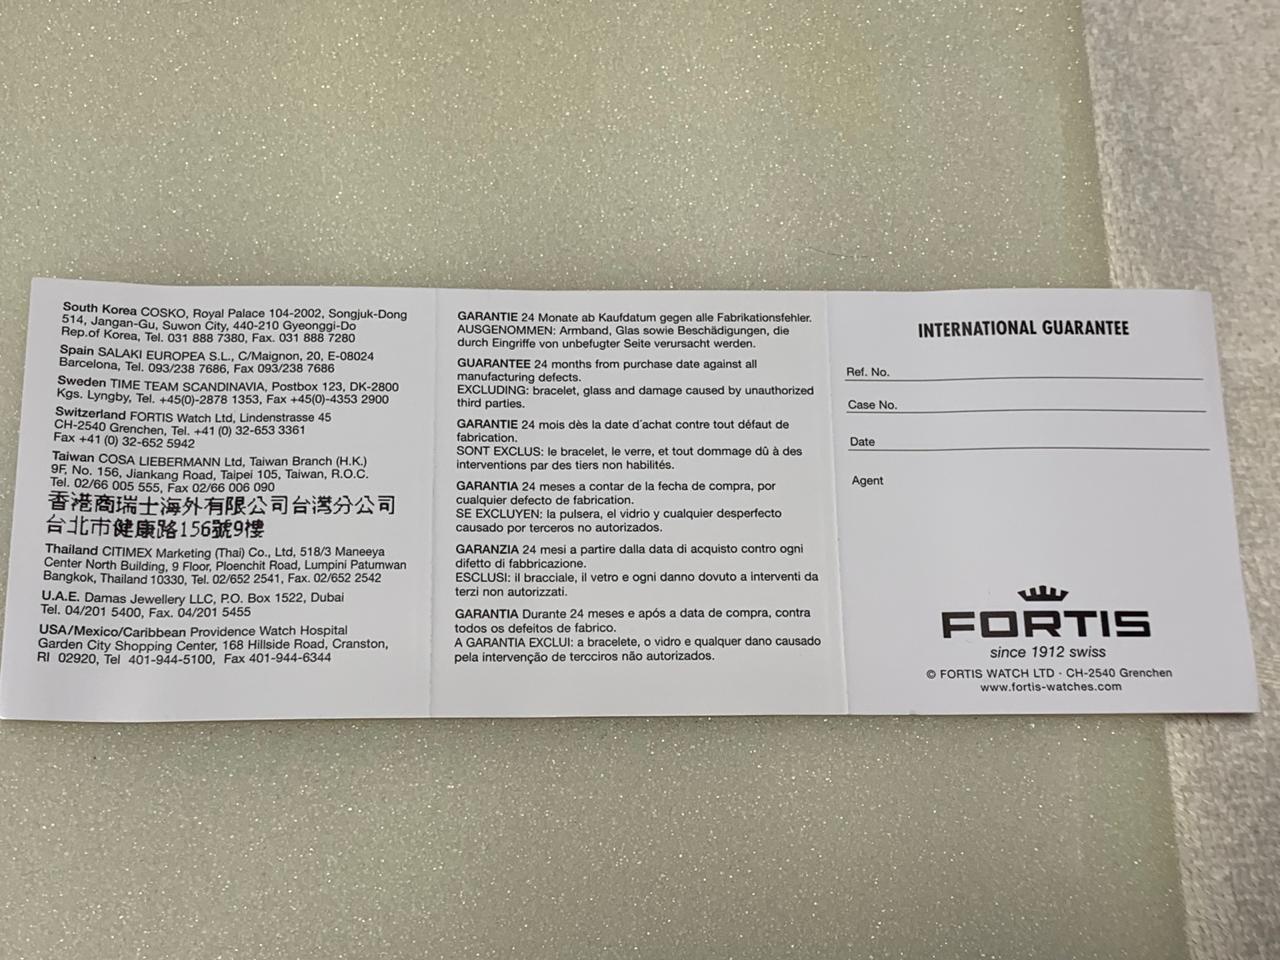 South Korea COSKO, Royal Palace 104-2002, Songjuk-Dong
514, Jangan-Gu, Suwon City, 440-210 Gyeonggi-Do
Rep.of Korea, Tel. 031 888 7380, Fax. 031 888 7280
Spain SALAKI EUROPEA S.L., C/Maignon, 20, E-08024
Barcelona, Tel. 093/238 7686, Fax 093/238 7686
Sweden TIME TEAM SCANDINAVIA, Postbox 123, DK-2800
Kgs. Lyngby, Tel. +45(0)-2878 1353, Fax +45(0)-4353 2900
Switzerland FORTIS Watch Ltd, Lindenstrasse 45
CH-2540 Grenchen, Tel. +41 (0) 32-653 3361
Fax +41 (0) 32-652 5942
Taiwan COSA LIEBERMANN Ltd, Taiwan Branch (H.K.)
9F, No. 156, Jiankang Road, Taipei 105, Taiwan, R.O.C.
Tel. 02/66 005 555, Fax 02/66 006 090
香港商瑞士海外有限公司台灣分公司
台北市健康路156號9樓
Thailand CITIMEX Marketing (Thai) Co., Ltd, 518/3 Maneeya
Center North Building, 9 Floor, Ploenchit Road, Lumpini Patumwan
Bangkok, Thailand 10330, Tel. 02/652 2541, Fax. 02/652 2542
U.A.E. Damas Jewellery LLC, P.O. Box 1522, Dubai
Tel. 04/201 5400, Fax. 04/201 5455
USA/Mexico/Caribbean Providence Watch Hospital
Garden City Shopping Center, 168 Hillside Road, Cranston,
RI 02920, Tel 401-944-5100, Fax 401-944-6344
GARANTIE 24 Monate ab Kaufdatum gegen alle Fabrikationsfehler.
AUSGENOMMEN: Armband, Glas sowie Beschädigungen, die
durch Eingriffe von unbefugter Seite verursacht werden.
GUARANTEE 24 months from purchase date against all
manufacturing defects.
EXCLUDING: bracelet, glass and damage caused by unauthorized
third parties.
GARANTIE 24 mois dès la date d´achat contre tout défaut de
fabrication.
SONT EXCLUS: le bracelet, le verre, et tout dommage dû à des
interventions par des tiers non habilités.
GARANTIA 24 meses a contar de la fecha de compra, por
cualquier defecto de fabrication.
SE EXCLUYEN: la pulsera, el vidrio y cualquier desperfecto
causado por terceros no autorizados.
GARANZIA 24 mesi a partire dalla data di acquisto contro ogni
difetto di fabbricazione.
ESCLUSI: il bracciale, il vetro e ogni danno dovuto a interventi da
terzi non autorizzati.
GARANTIA Durante 24 meses e após a data de compra, contra
todos os defeitos de fabrico.
A GARANTIA EXCLUI: a bracelete, o vidro e qualquer dano causado
pela intervenção de tercciros não autorizados.
INTERNATIONAL GUARANTEE
Ref. No.
Case No.
Date
Agent
FORTIS
since 1912 swiss
© FORTIS WATCH LTD · CH-2540 Grenchen
www.fortis-watches.com